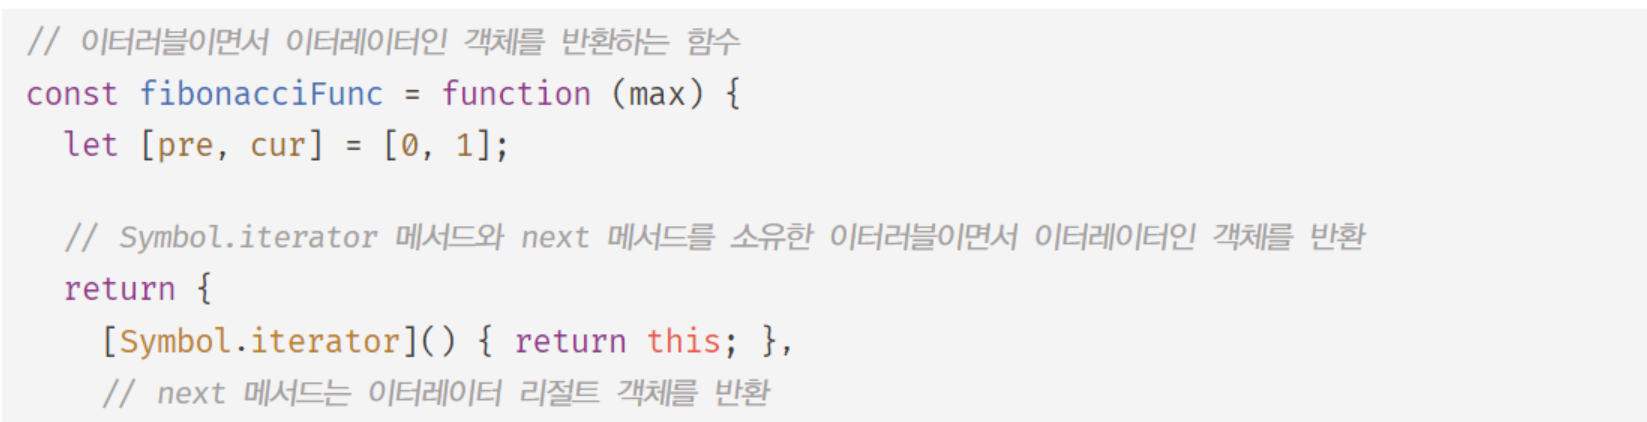 // 이터러블이면서 이터레이터인 객체를 반환하는 함수
const fibonacciFunc = function (max) {
let [pre, cur] = [0, 1];
// Symbol.iterator 메서드와 next 메서드를 소유한 이터러블이면서 이터레이터인 객체를 반환
return {
[Symbol.iterator]() { return this; },
// next 메서드는 이터레이터 리절트 객체를 반환